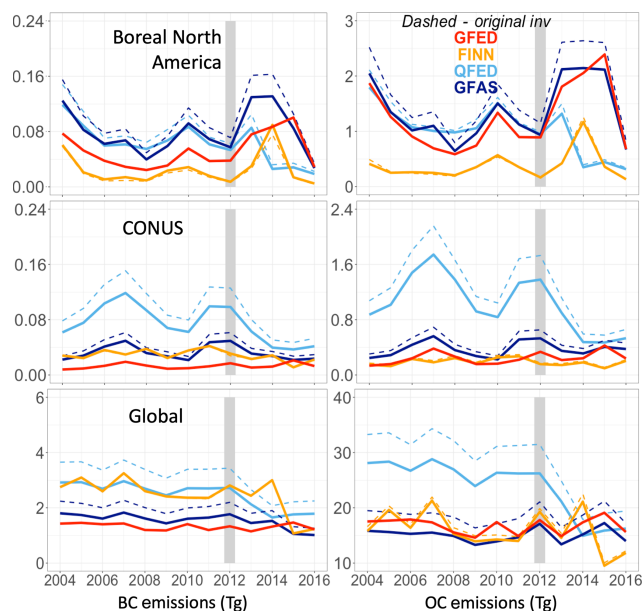 Dashed - original inv
GFED
FINN
QFED
GFAS
Boreal North
America
0.24
0.16
0.08
0.00
3
2
1
0
CONUS
0.24
0.16
0.08
0.00
2.4
1.6
0.8
0.0
Global
6
4
2
0
40
30
20
10
2004 2006 2008 2010 2012 2014 2016
2004 2006 2008 2010 2012 2014 2016
BC emissions (Tg)
OC emissions (Tg)